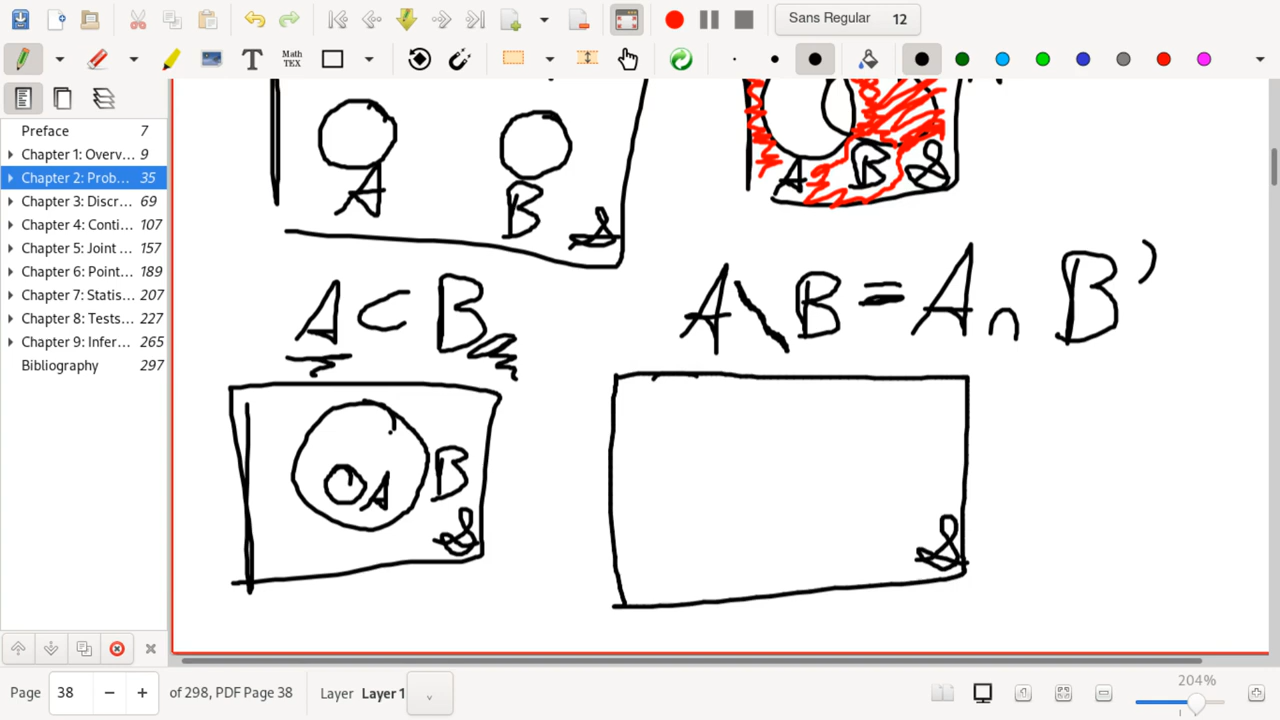 Sans Regular 12
Math
TEX
T
Preface 7
Chapter 1: Overv... 9
Chapter 2: Prob... 35
Chapter 3: Discr... 69
Chapter 4: Conti... 107
Chapter 5: Joint ... 157
Chapter 6: Point... 189
Chapter 7: Statis... 207
Chapter 8: Tests... 227
Chapter 9: Infer... 265
Bibliography 297
A B S
A B S
A ⊂ B
A \ B = A ∩ B'
A B
S
S
Page 38 of 298, PDF Page 38 Layer Layer 1
204%